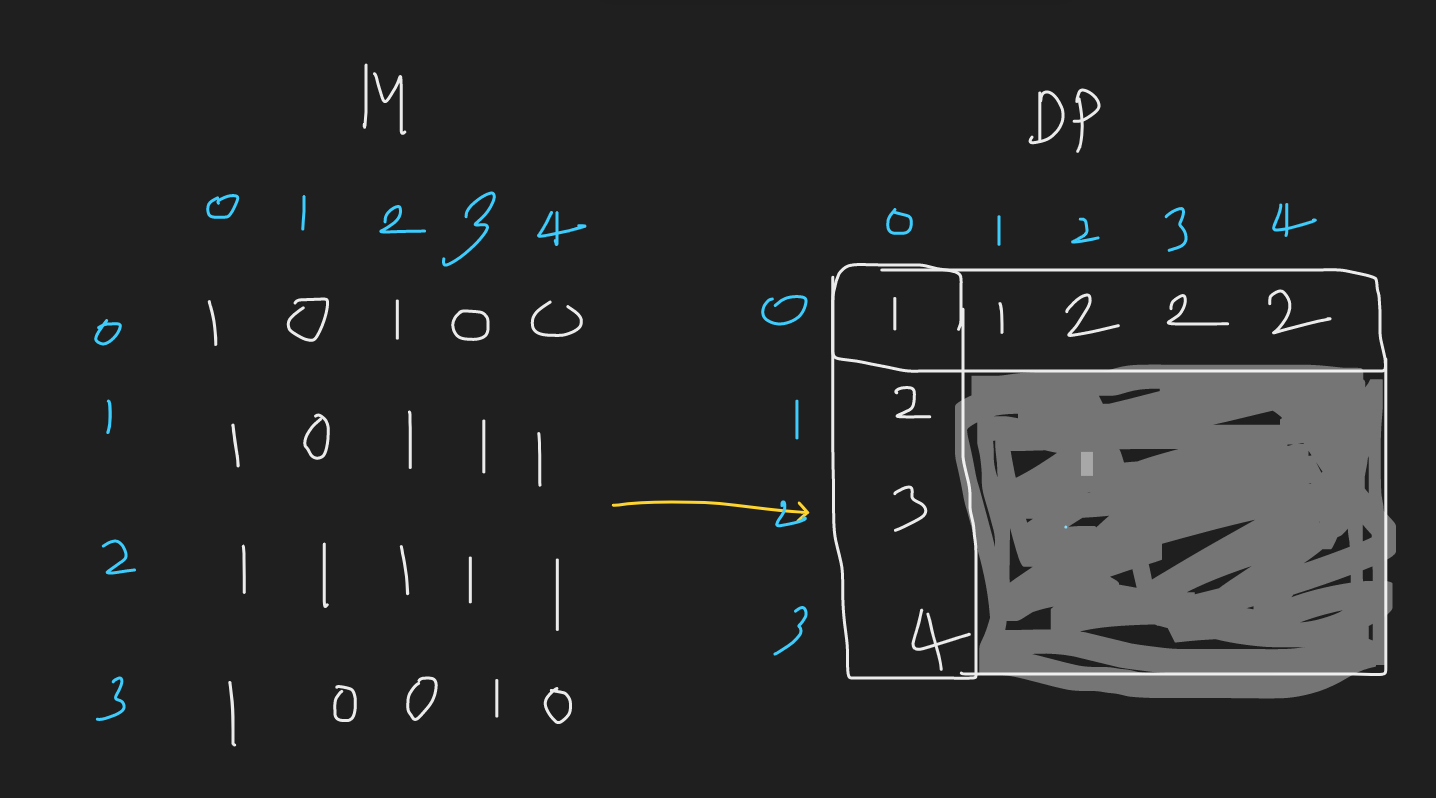 M DP
0 1 2 3 4 0 1 2 3 4
0 1 0 1 0 0 0 1 1 2 2 2
1 1 0 1 1 1 1 2
2 1 1 1 1 1 2 3
3 1 0 0 1 0 3 4